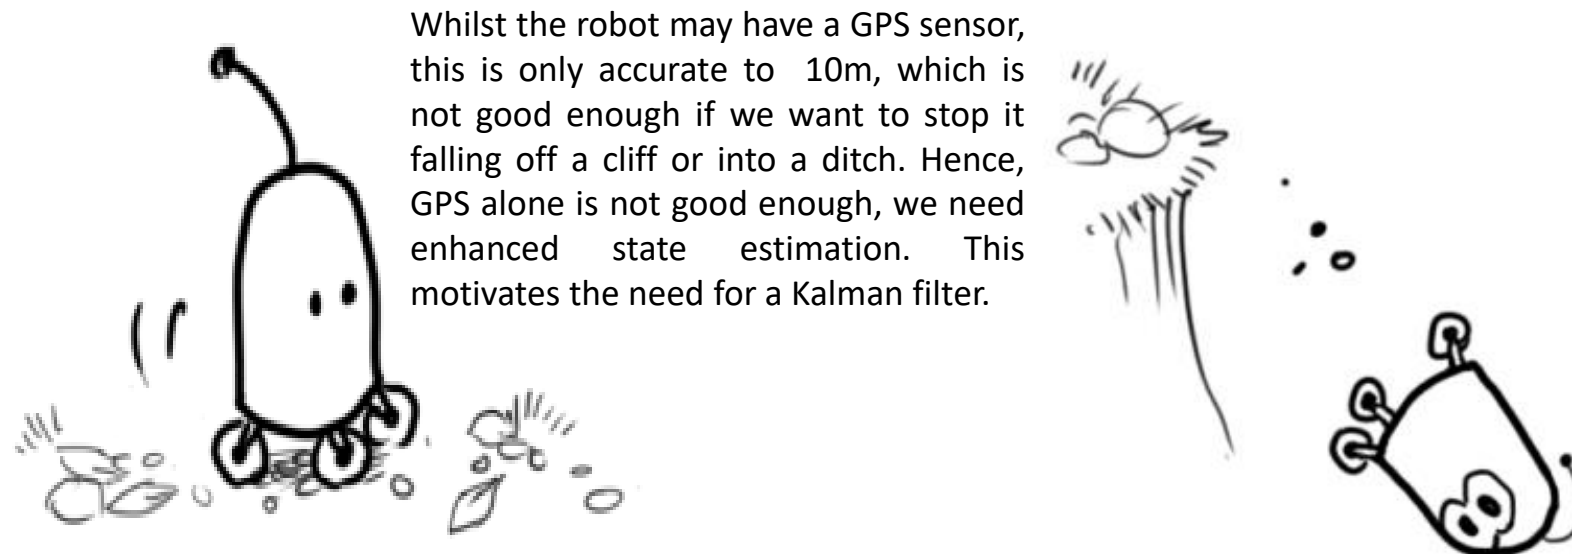 Whilst the robot may have a GPS sensor,
this is only accurate to 10m, which is
not good enough if we want to stop it
falling off a cliff or into a ditch. Hence,
GPS alone is not good enough, we need
enhanced state estimation. This
motivates the need for a Kalman filter.